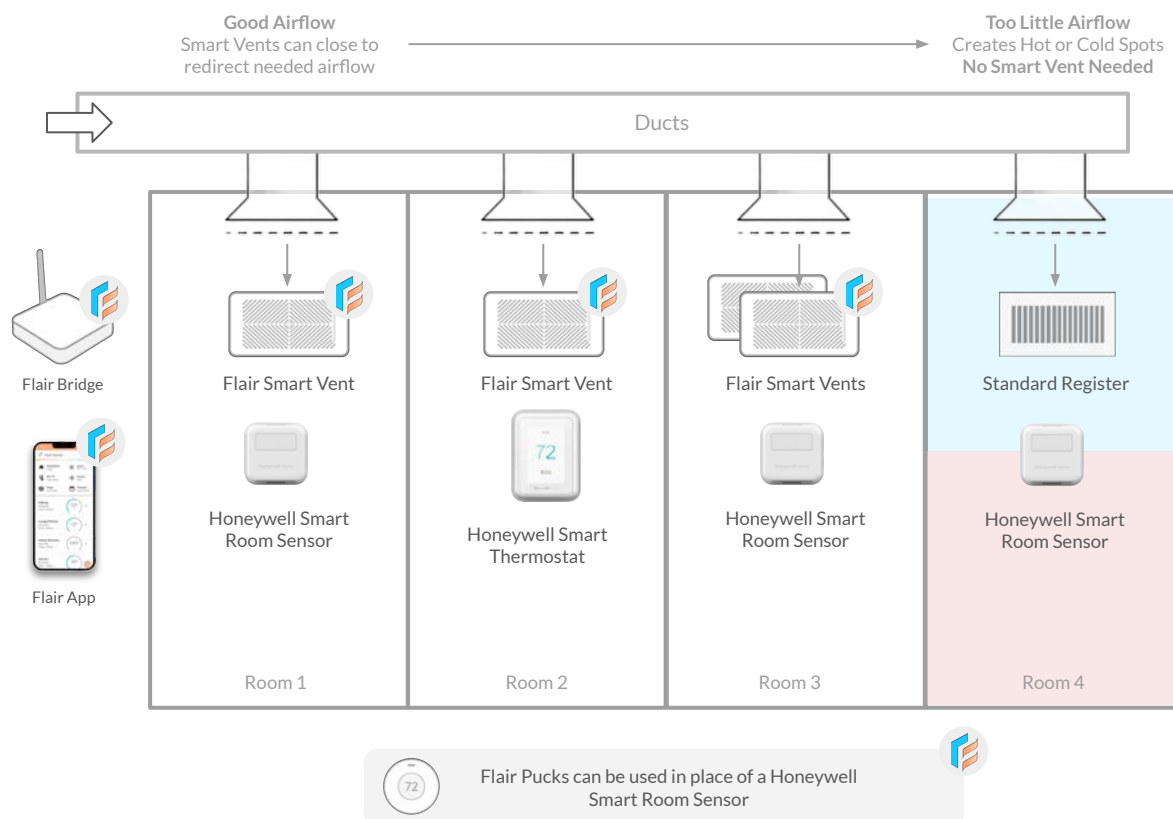 Good Airflow
Smart Vents can close to
redirect needed airflow
Too Little Airflow
Creates Hot or Cold Spots
No Smart Vent Needed
Ducts
Flair Bridge
Flair Smart Vent
Flair Smart Vent
Flair Smart Vents
Standard Register
72
Honeywell Smart
Room Sensor
Honeywell Smart
Thermostat
Honeywell Smart
Room Sensor
Honeywell Smart
Room Sensor
Flair App
Room 1
Room 2
Room 3
Room 4
72
Flair Pucks can be used in place of a Honeywell
Smart Room Sensor